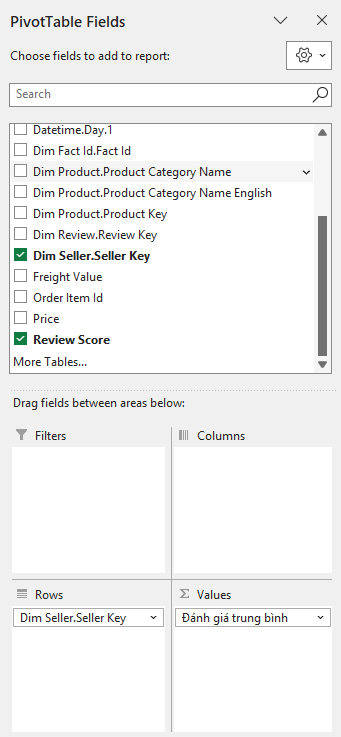 PivotTable Fields
Choose fields to add to report:
Search
Datetime.Day.1
Dim Fact Id.Fact Id
Dim Product.Product Category Name
Dim Product.Product Category Name English
Dim Product.Product Key
Dim Review.Review Key
Dim Seller.Seller Key
Freight Value
Order Item Id
Price
Review Score
More Tables...
Drag fields between areas below:
Filters
Columns
Rows
Values
Dim Seller.Seller Key
Đánh giá trung bình